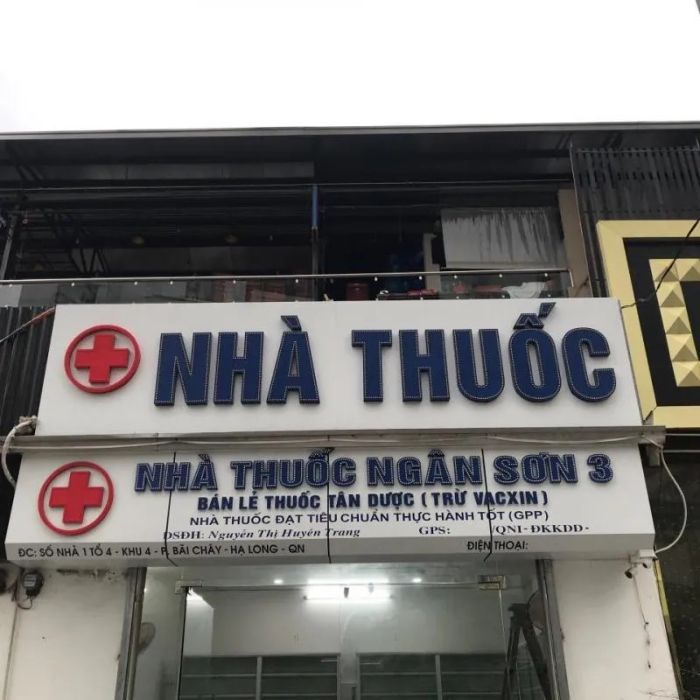 NHÀ THUỐC
NHÀ THUỐC NGÂN SƠN 3
BÁN LẺ THUỐC TÂN DƯỢC (TRỪ VACXIN)
NHÀ THUỐC ĐẠT TIÊU CHUẨN THỰC HÀNH TỐT (GPP)
DSĐH: Nguyễn Thị Huyền Trang GPS: /QNI-ĐKKDD-
ĐC: SỐ NHÀ 1 TỔ 4 - KHU 4 - P. BÃI CHÁY - HẠ LONG - QN ĐIỆN THOẠI: